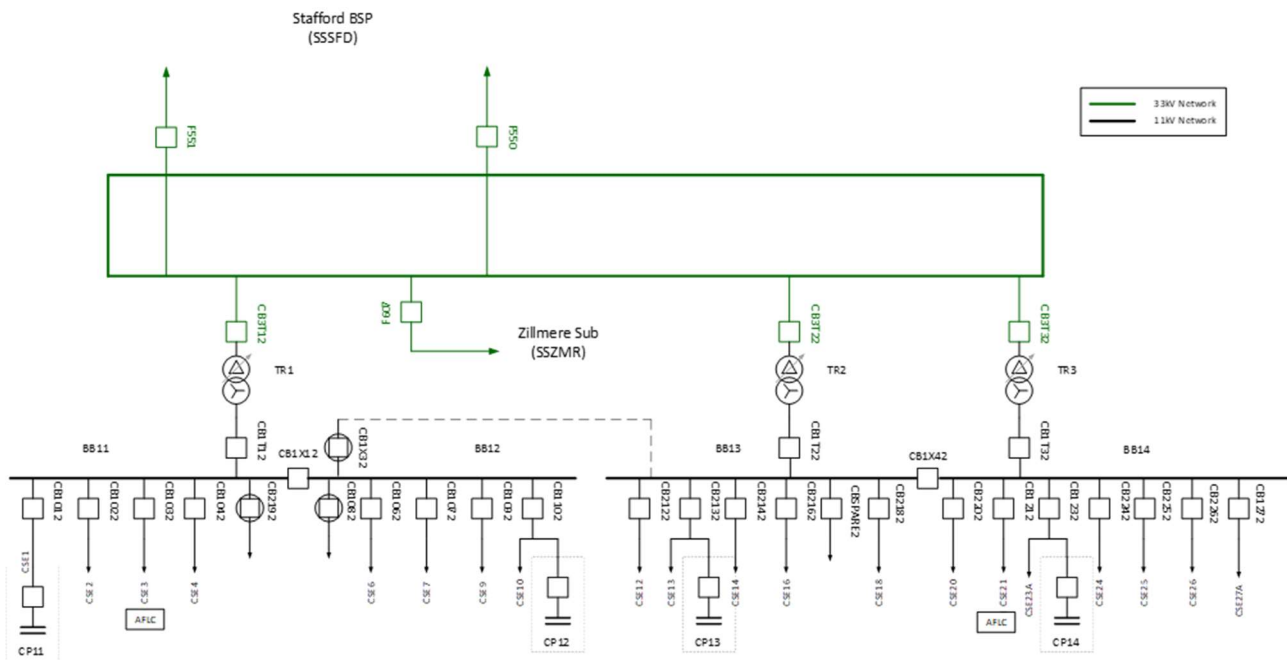 Stafford BSP
(SSSFD)
33kV Network
11kV Network
F551
F550
CB3T12
F607
Zillmere Sub
(SSZMR)
CB3T22
CB3T32
TR1
TR2
TR3
CB1T12
CB1X32
CB1T22
CB1T32
BB11
CB1X12
BB12
BB13
CB1X42
BB14
CB1012
CB1022
CB1032
CB1042
CB2192
CB1082
CB1062
CB1072
CB1092
CB1102
CB2122
CB2132
CB2142
CB2162
CBSPARE2
CB2182
CB2202
CB1212
CB1232
CB2242
CB2252
CB2262
CB1272
CSE1
CSE2
CSE3
CSE4
CSE6
CSE7
CSE9
CSE10
CSE12
CSE13
CSE14
CSE16
CSE18
CSE20
CSE21
CSE23A
CSE24
CSE25
CSE26
CSE27A
AFLC
AFLC
CP11
CP12
CP13
CP14